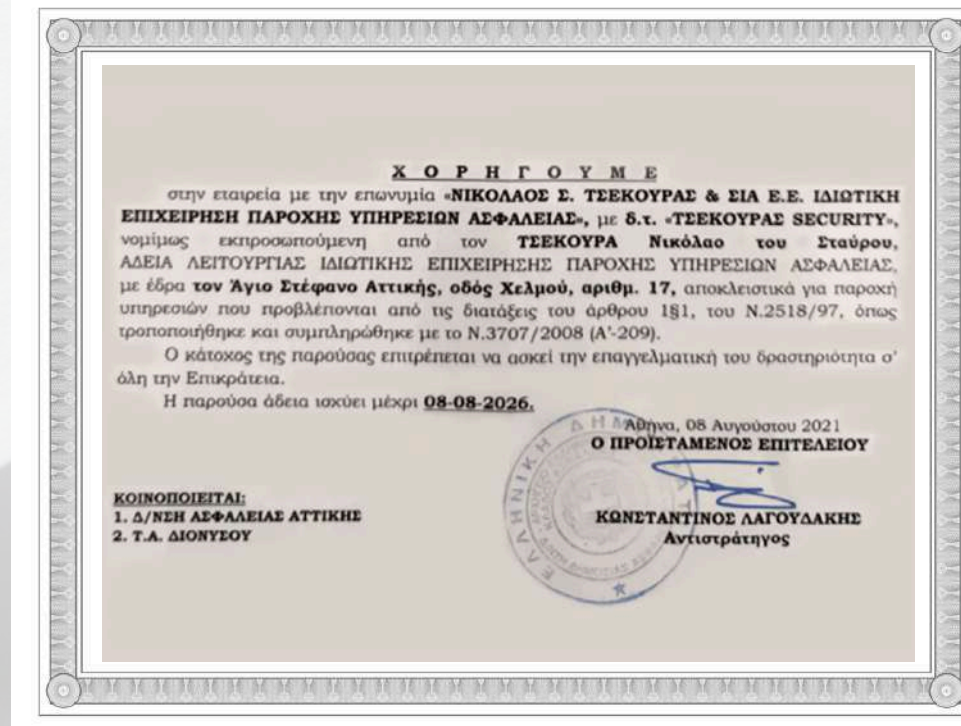 Χ Ο Ρ Η Γ Ο Υ Μ Ε
στην εταιρεία με την επωνυμία «ΝΙΚΟΛΑΟΣ Σ. ΤΣΕΚΟΥΡΑΣ & ΣΙΑ Ε.Ε. ΙΔΙΩΤΙΚΗ
ΕΠΙΧΕΙΡΗΣΗ ΠΑΡΟΧΗΣ ΥΠΗΡΕΣΙΩΝ ΑΣΦΑΛΕΙΑΣ», με δ.τ. «ΤΣΕΚΟΥΡΑΣ SECURITY»,
νομίμως εκπροσωπούμενη από τον ΤΣΕΚΟΥΡΑ Νικόλαο του Σταύρου,
ΑΔΕΙΑ ΛΕΙΤΟΥΡΓΙΑΣ ΙΔΙΩΤΙΚΗΣ ΕΠΙΧΕΙΡΗΣΗΣ ΠΑΡΟΧΗΣ ΥΠΗΡΕΣΙΩΝ ΑΣΦΑΛΕΙΑΣ,
με έδρα τον Άγιο Στέφανο Αττικής, οδός Χελμού, αριθμ. 17, αποκλειστικά για παροχή
υπηρεσιών που προβλέπονται από τις διατάξεις του άρθρου 1§1, του Ν.2518/97, όπως
τροποποιήθηκε και συμπληρώθηκε με το Ν.3707/2008 (Α'-209).
Ο κάτοχος της παρούσας επιτρέπεται να ασκεί την επαγγελματική του δραστηριότητα σ'
όλη την Επικράτεια.
Η παρούσα άδεια ισχύει μέχρι 08-08-2026.
Αθήνα, 08 Αυγούστου 2021
Ο ΠΡΟΪΣΤΑΜΕΝΟΣ ΕΠΙΤΕΛΕΙΟΥ
ΚΩΝΣΤΑΝΤΙΝΟΣ ΛΑΓΟΥΔΑΚΗΣ
Αντιστράτηγος
ΚΟΙΝΟΠΟΙΕΙΤΑΙ:
1. Δ/ΝΣΗ ΑΣΦΑΛΕΙΑΣ ΑΤΤΙΚΗΣ
2. Τ.Α. ΔΙΟΝΥΣΟΥ
ΕΛΛΗΝΙΚΗ ΔΗΜ